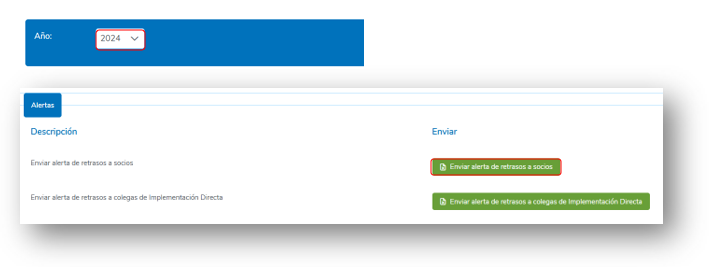 Año: 2024
Alertas
Descripción Enviar
Enviar alerta de retrasos a socios Enviar alerta de retrasos a socios
Enviar alerta de retrasos a colegas de Implementación Directa Enviar alerta de retrasos a colegas de Implementación Directa